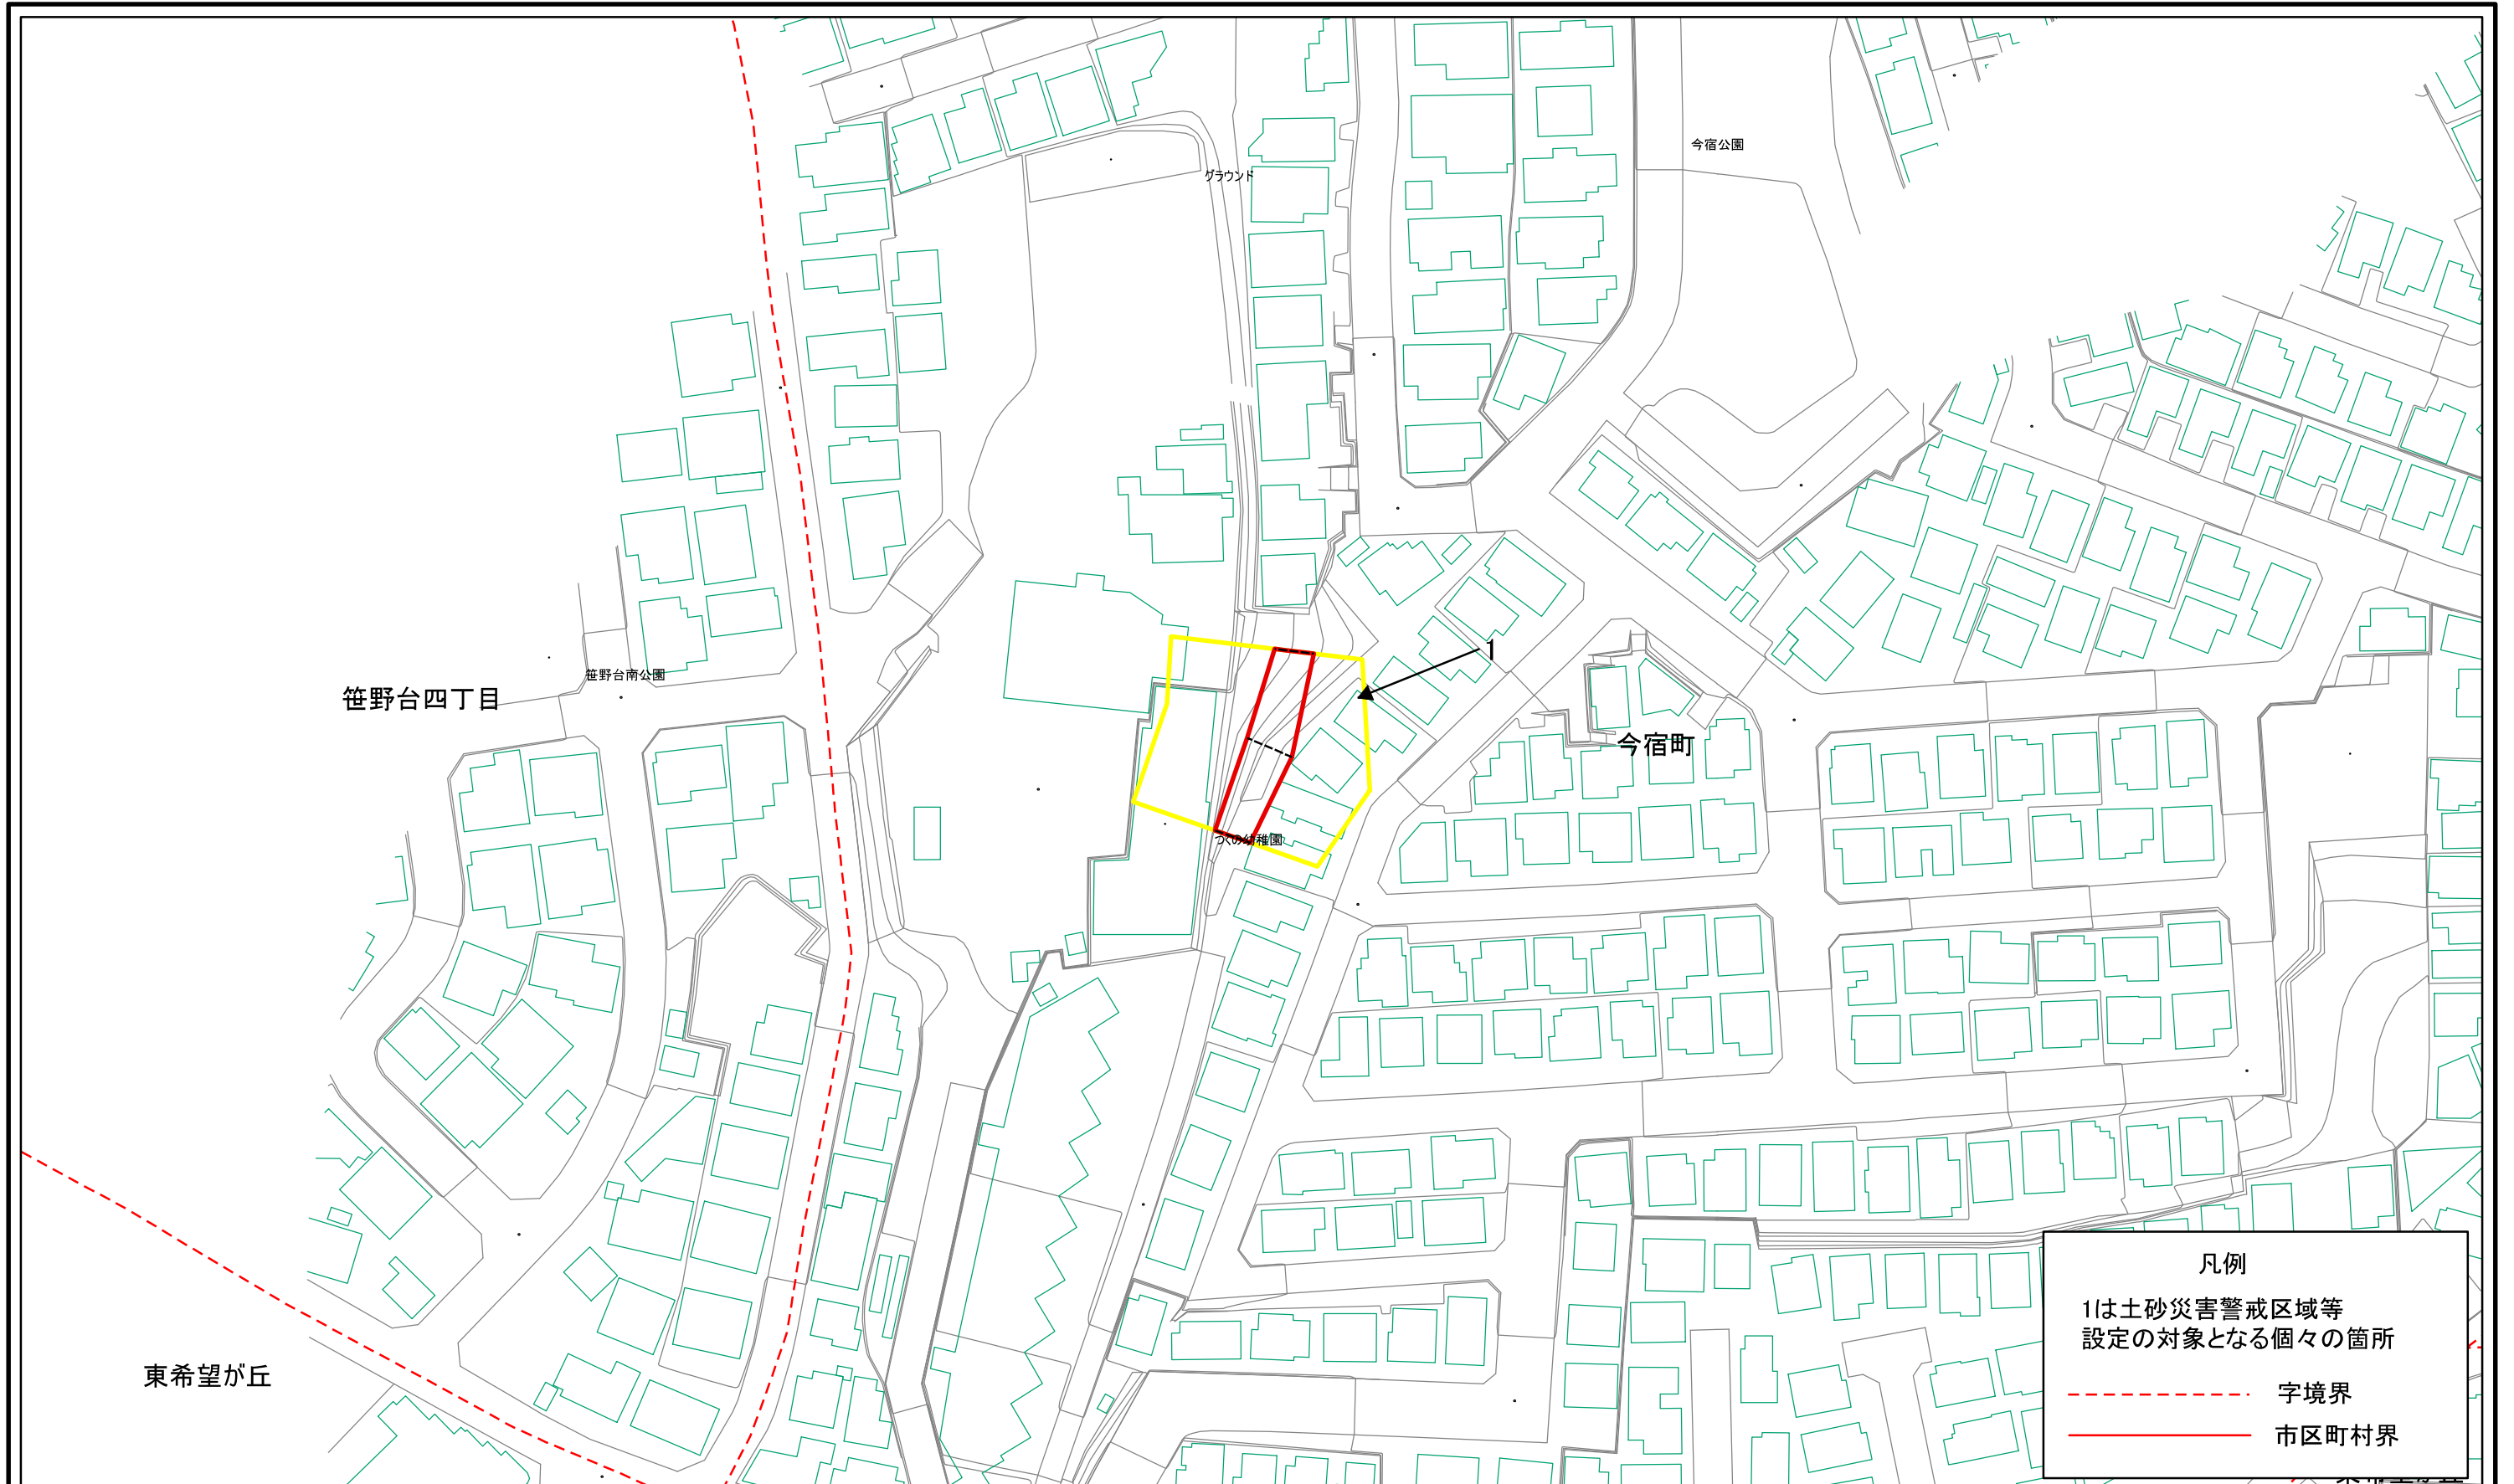 今宿公園
グラウンド
1
笹野台南公園
笹野台四丁目
今宿町
つくの幼稚園
東希望が丘
凡例
1は土砂災害警戒区域等
設定の対象となる個々の箇所
字境界
市区町村界